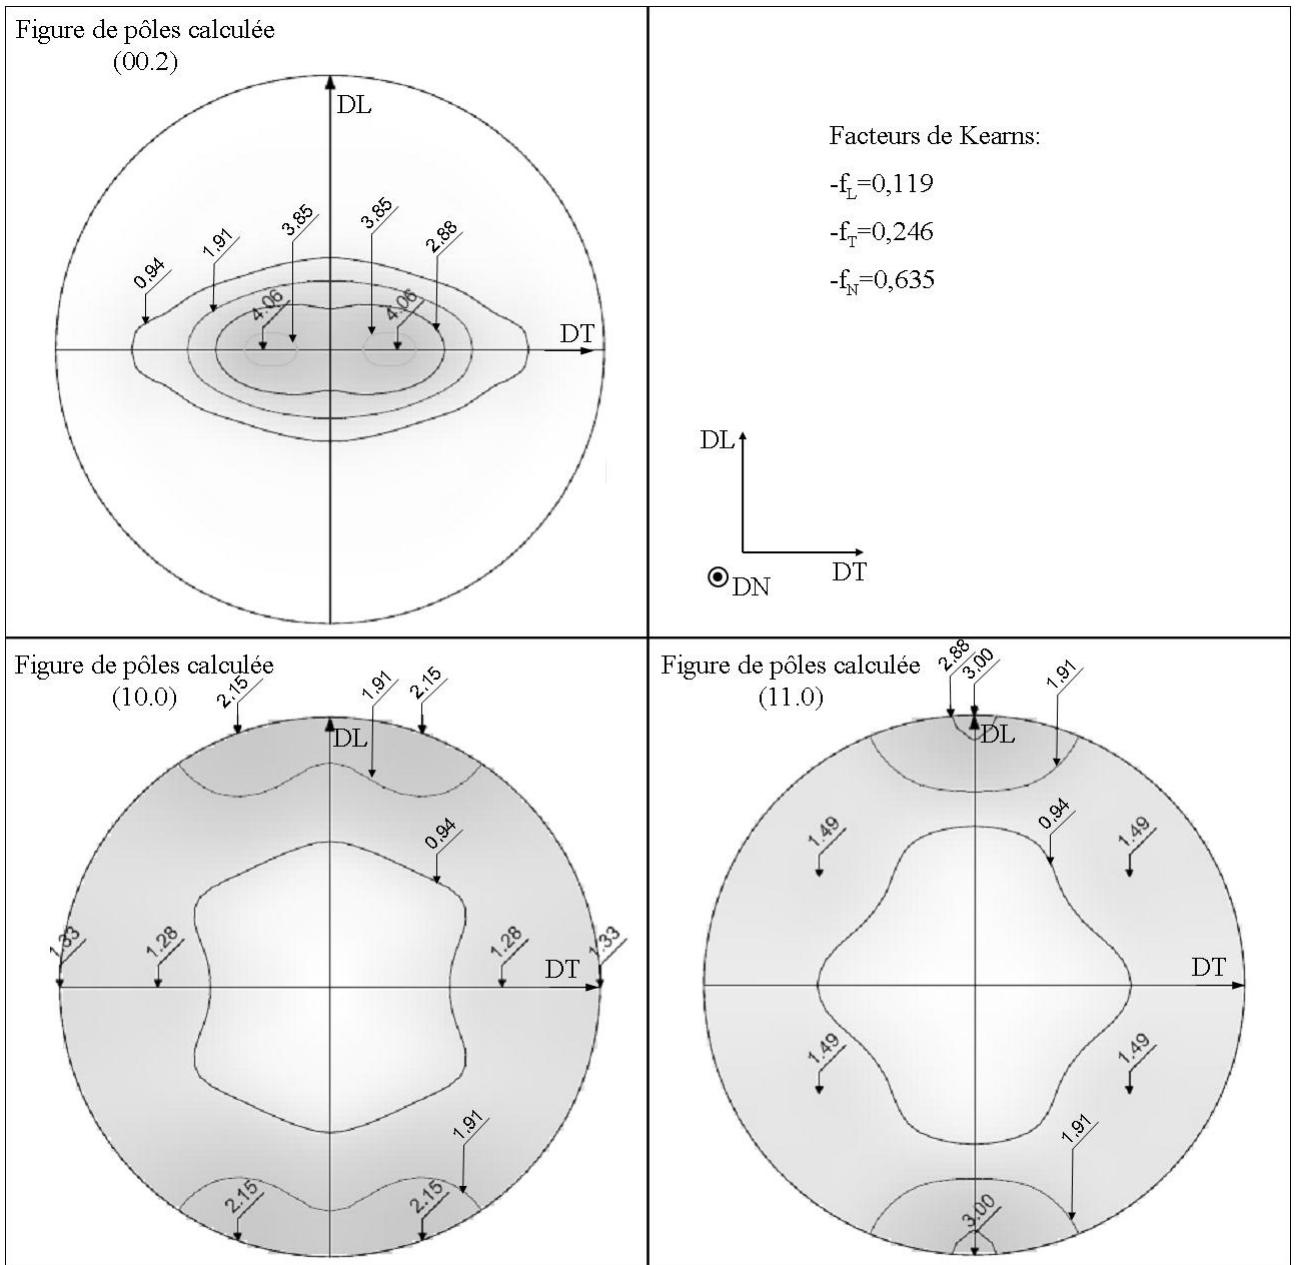 Figure de pôles calculée
(00.2)
DL
0.94
1.91
3.85
3.85
2.88
4.06
4.06
DT
Facteurs de Kearns:
-fL=0,119
-fT=0,246
-fN=0,635
DL
DT
DN
Figure de pôles calculée
(10.0)
2.15
1.91
2.15
DL
0.94
1.33
1.28
1.28
1.33
DT
1.91
2.15
2.15
Figure de pôles calculée
(11.0)
2.88
3.00
1.91
DL
1.49
0.94
1.49
DT
1.49
1.49
1.91
3.00